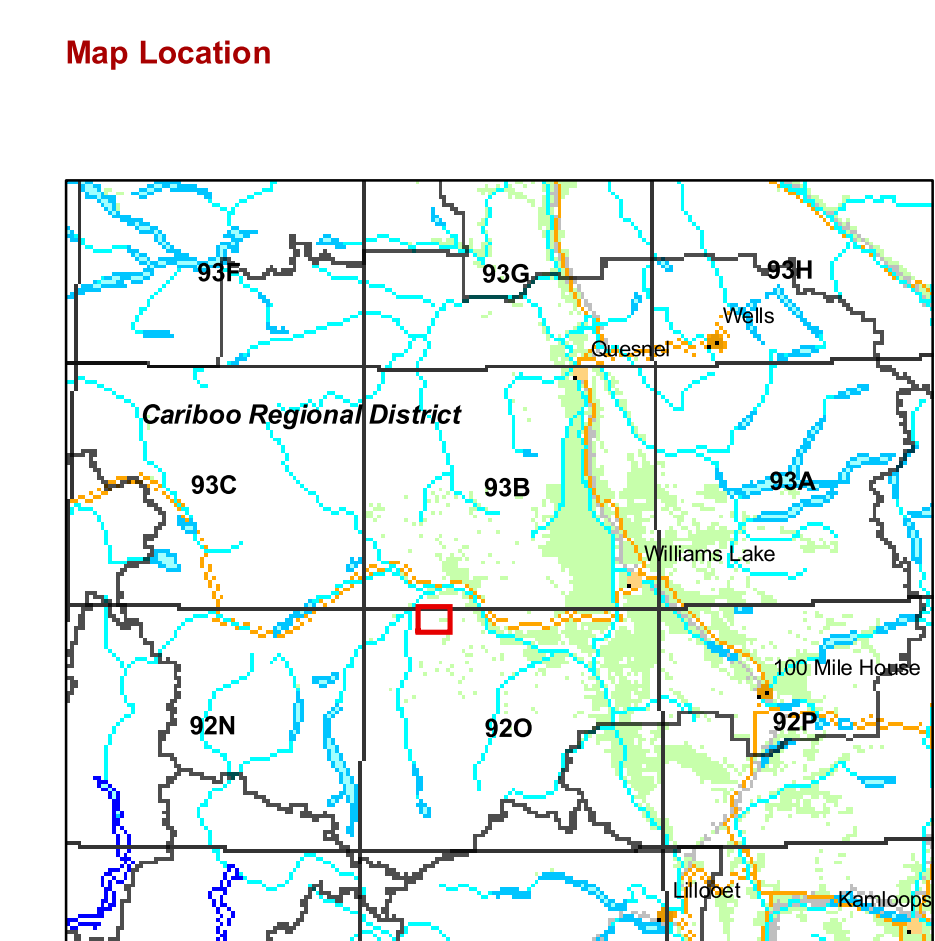 Map Location
93F
93G
93H
Wells
Quesnel
Cariboo Regional District
93C
93B
93A
Williams Lake
100 Mile House
92N
92O
92P
Lillooet
Kamloops